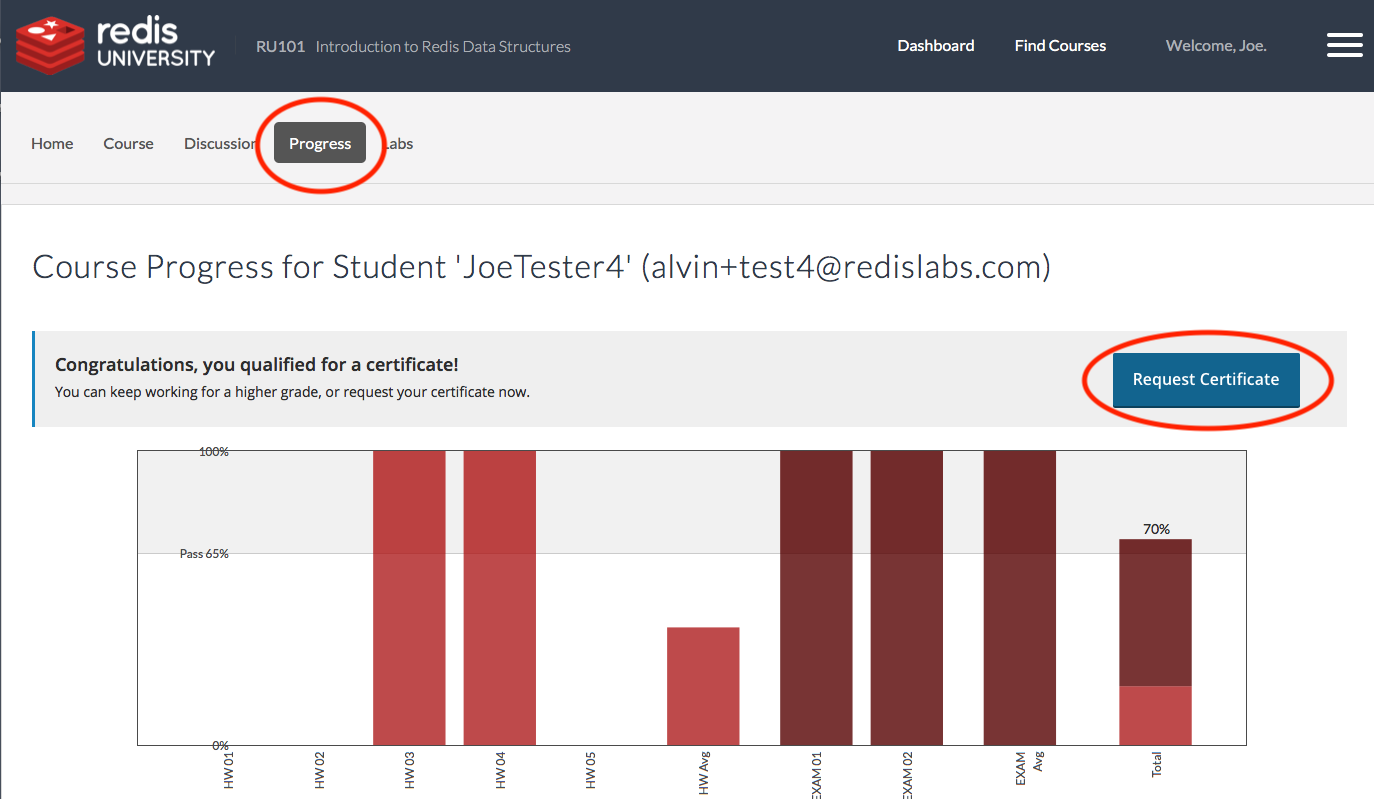 redis
UNIVERSITY
RU101 Introduction to Redis Data Structures
Dashboard Find Courses Welcome, Joe.
Home Course Discussion Progress Labs
Course Progress for Student 'JoeTester4' (alvin+test4@redislabs.com)
Congratulations, you qualified for a certificate!
You can keep working for a higher grade, or request your certificate now.
Request Certificate
100%
70%
Pass 65%
0%
HW 01
HW 02
HW 03
HW 04
HW 05
HW Avg
EXAM 01
EXAM 02
EXAM
Avg
Total